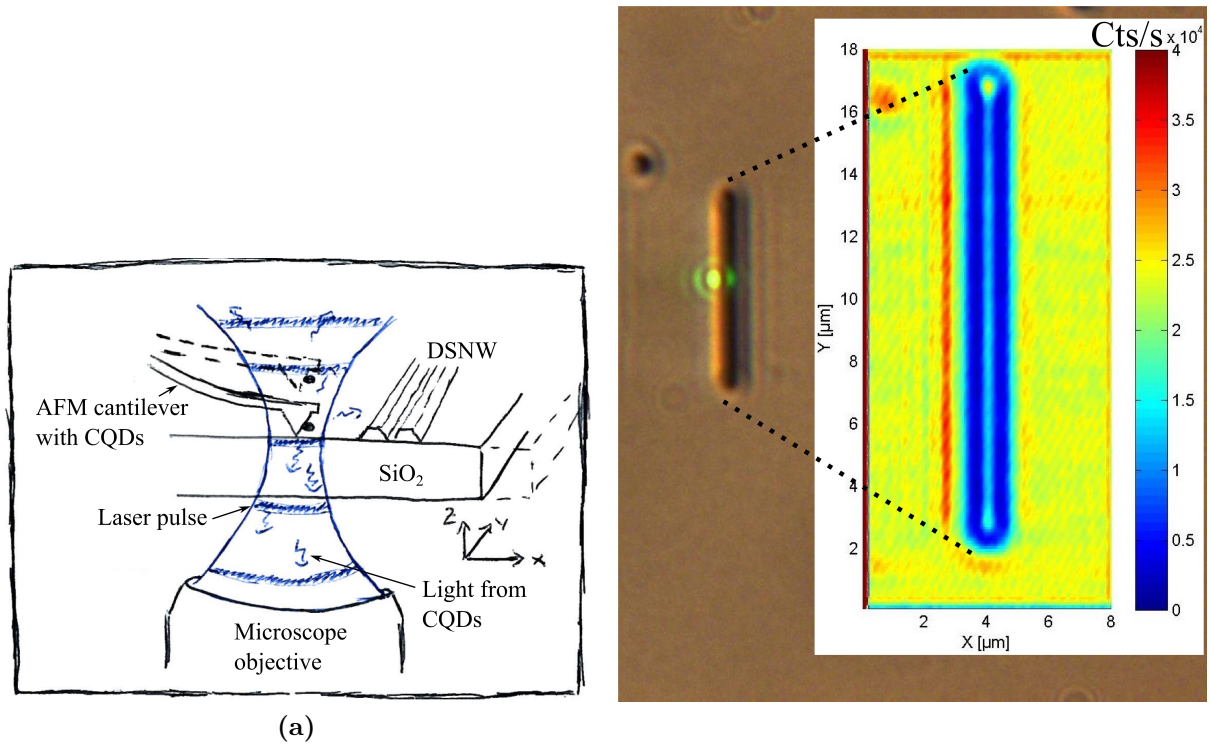 DSNW
AFM cantilever
with CQDs
SiO2
Laser pulse
Z
Y
X
Light from
CQDs
Microscope
objective
(a)
Cts/s x 10^4
18
16
14
12
10
8
6
4
2
Y [µm]
2
4
6
8
X [µm]
4
3.5
3
2.5
2
1.5
1
0.5
0